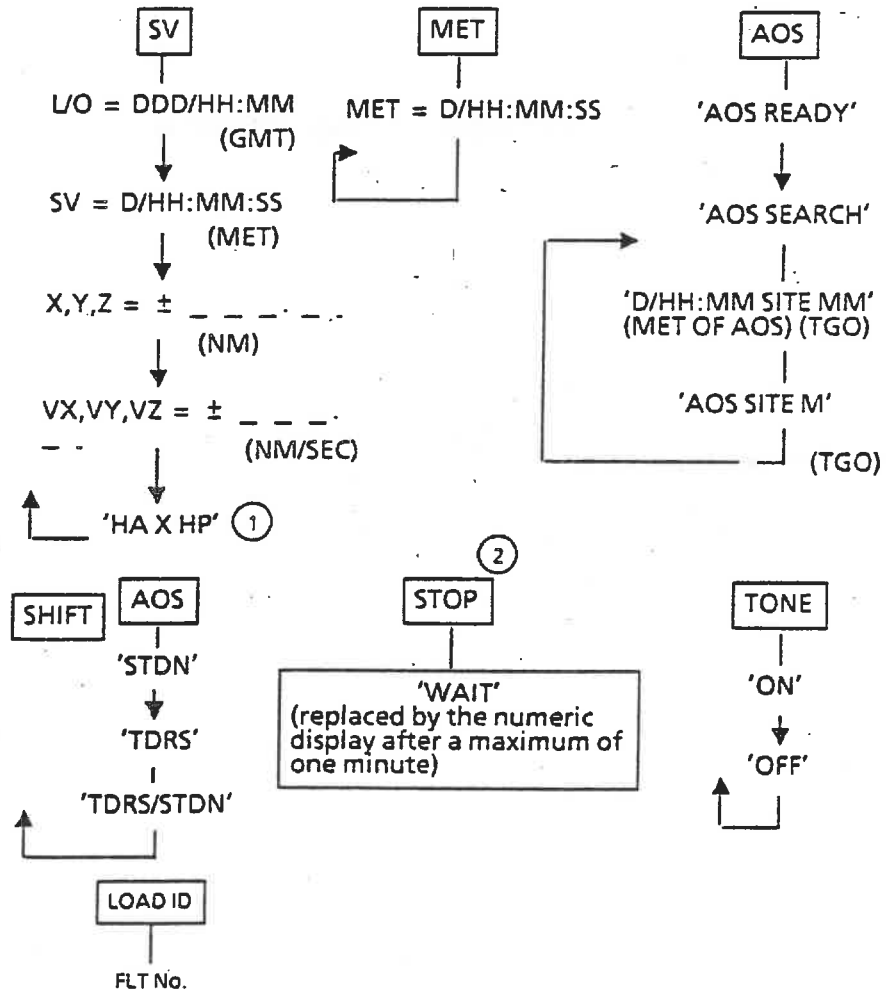 SV
L/O = DDD/HH:MM
(GMT)
SV = D/HH:MM:SS
(MET)
X,Y,Z = ± _ _ _ _ _.
(NM)
VX,VY,VZ = ± _ _ _.
_ _
(NM/SEC)
'HA X HP' 1
MET
MET = D/HH:MM:SS
AOS
'AOS READY'
'AOS SEARCH'
'D/HH:MM SITE MM'
(MET OF AOS) (TGO)
'AOS SITE M'
(TGO)
SHIFT AOS
'STDN'
'TDRS'
'TDRS/STDN'
2
STOP
'WAIT'
(replaced by the numeric
display after a maximum of
one minute)
TONE
'ON'
'OFF'
LOAD ID
FLT No.